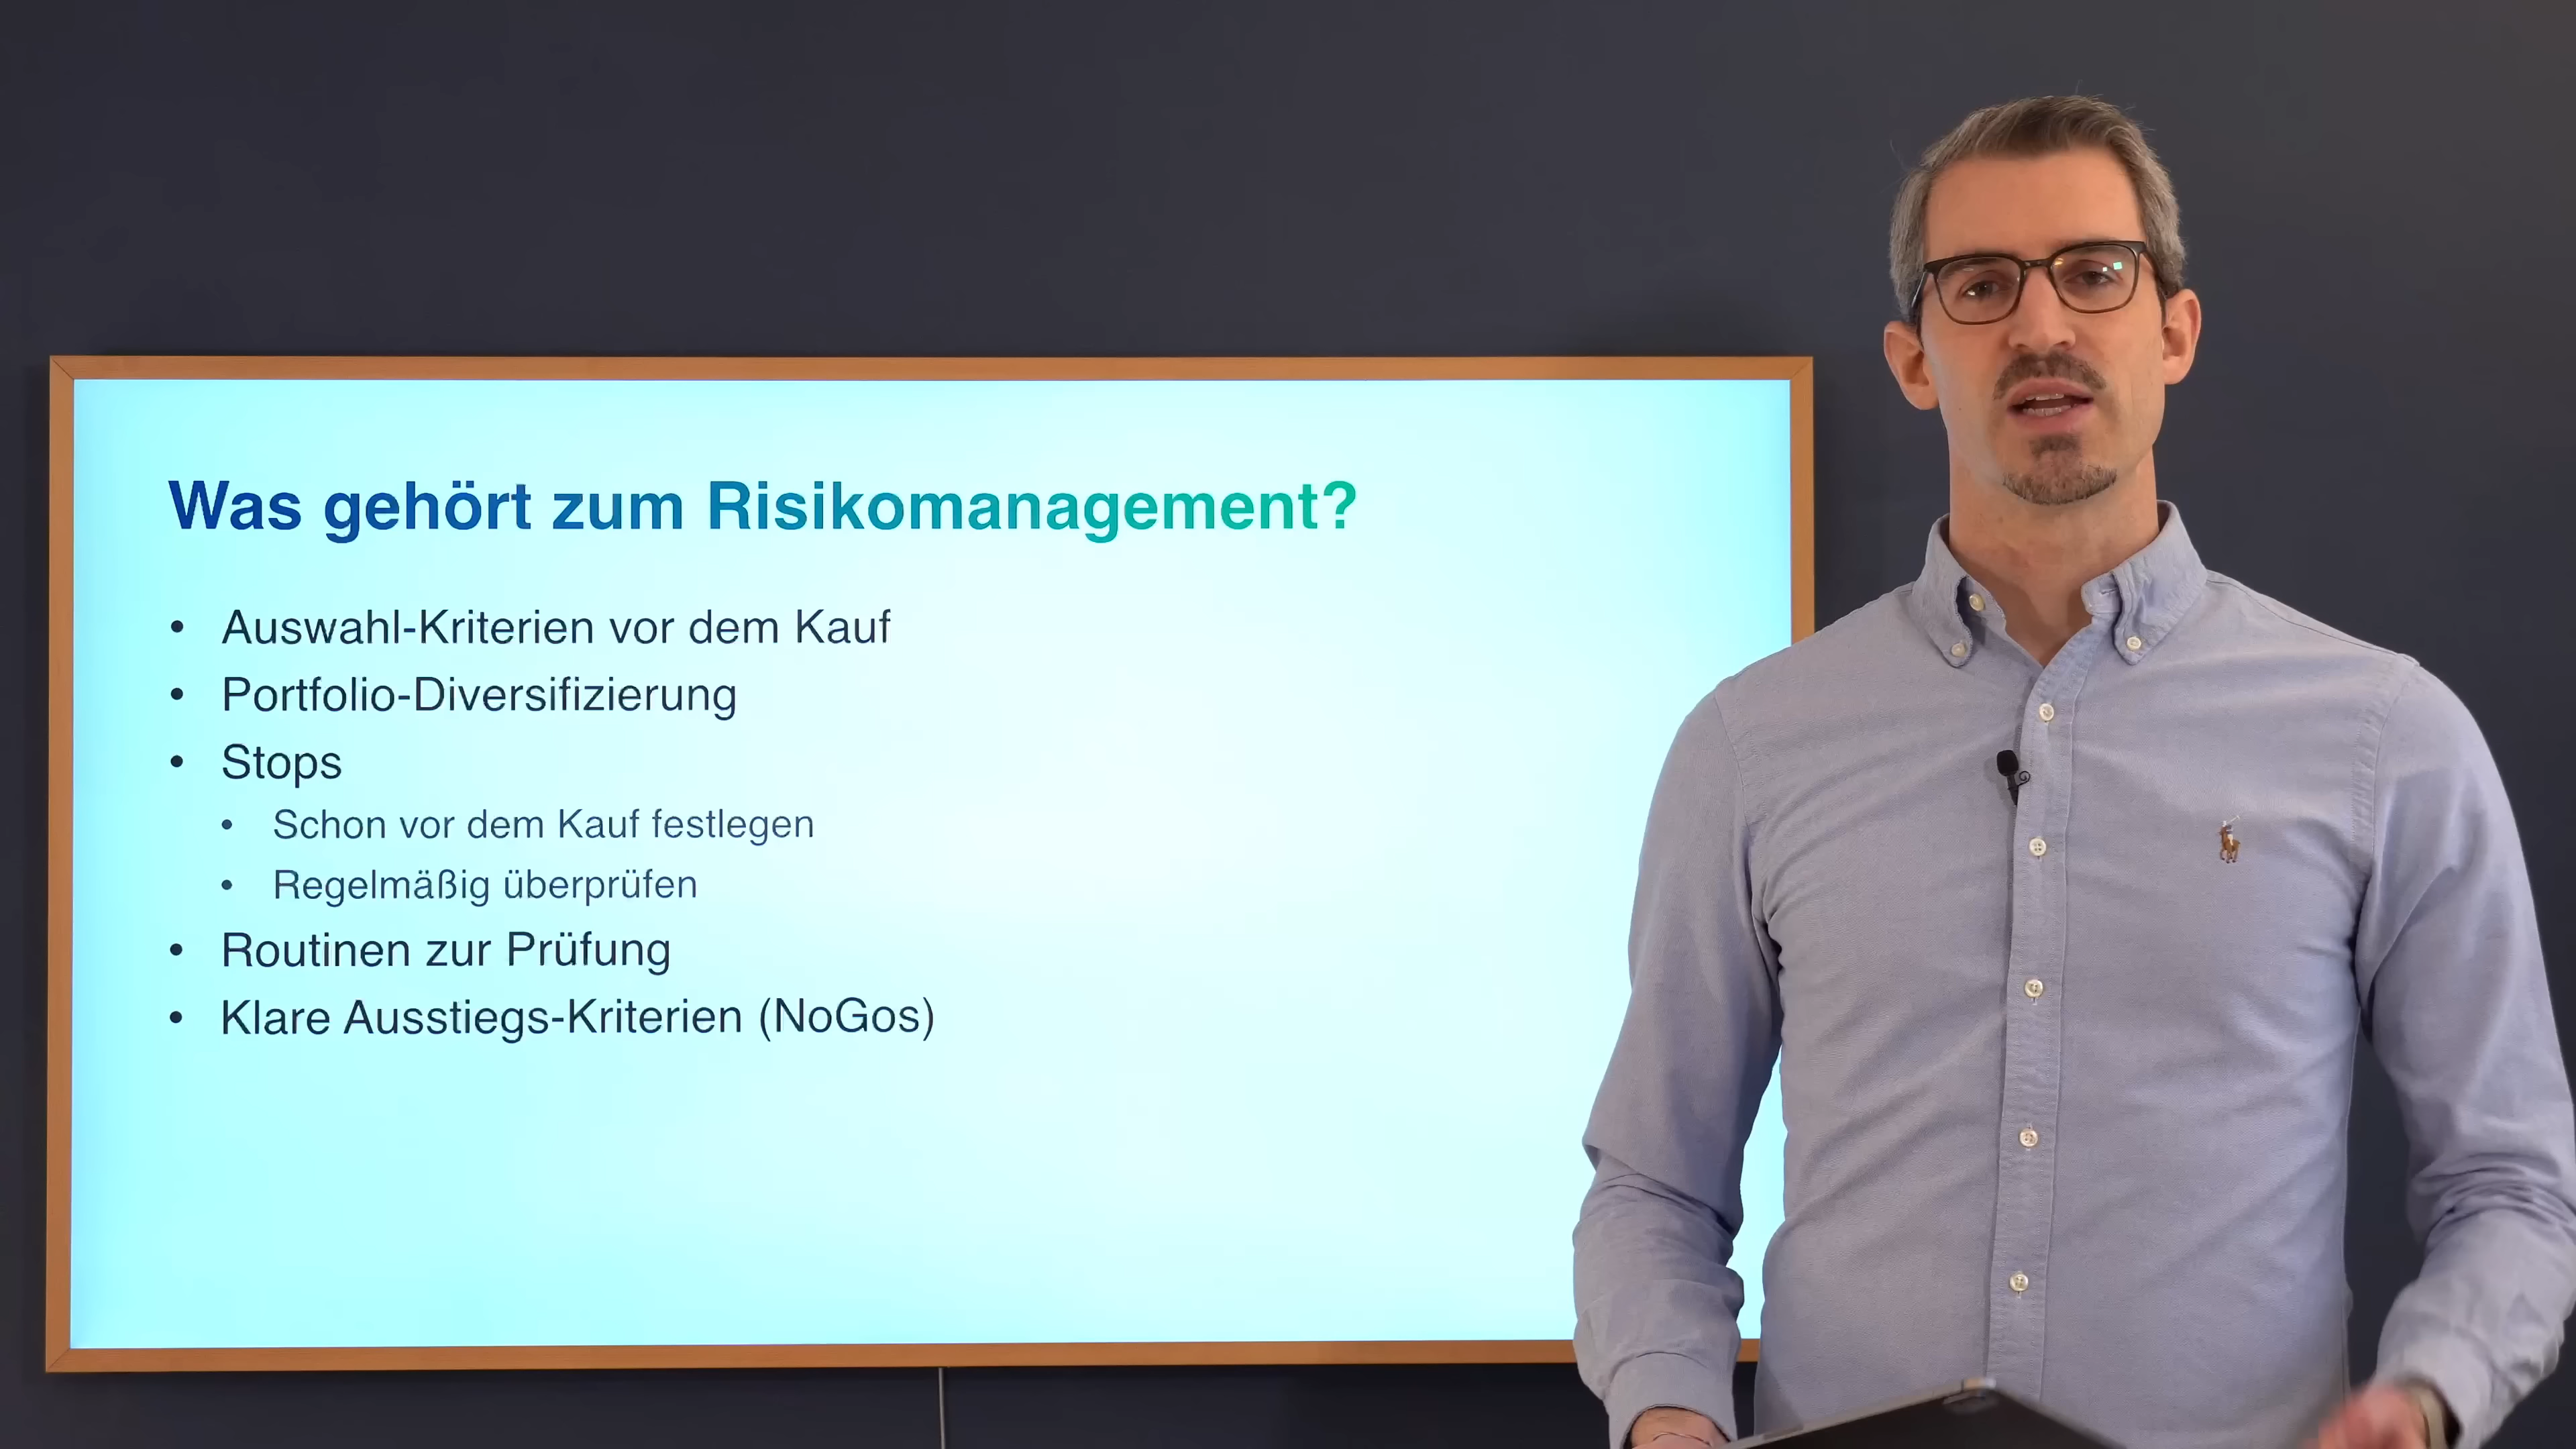 Was gehört zum Risikomanagement?
• Auswahl-Kriterien vor dem Kauf
• Portfolio-Diversifizierung
• Stops
• Schon vor dem Kauf festlegen
• Regelmäßig überprüfen
• Routinen zur Prüfung
• Klare Ausstiegs-Kriterien (NoGos)